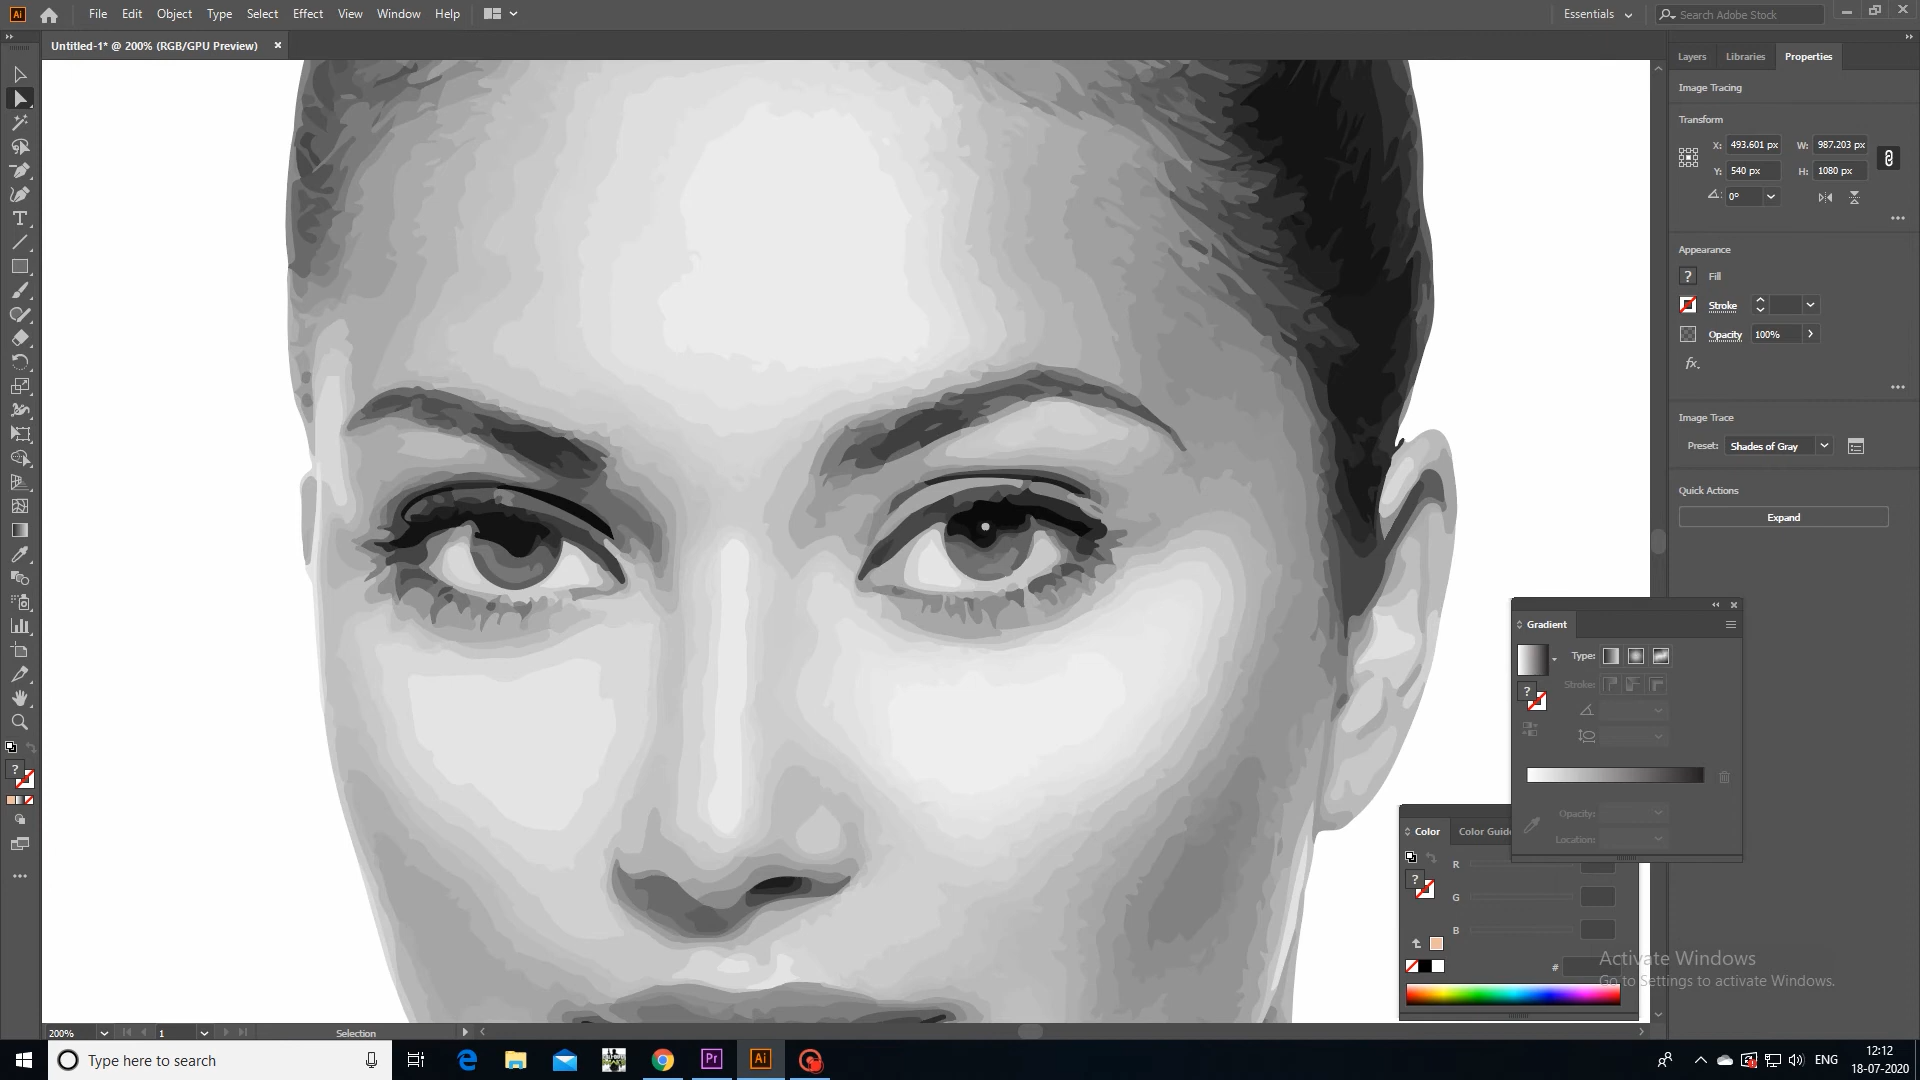 Ai File Edit Object Type Select Effect View Window Help Essentials Search Adobe Stock
Untitled-1* @ 200% (RGB/GPU Preview)
Layers Libraries Properties
Image Tracing
Transform
X: 493.601 px W: 987.203 px
Y: 540 px H: 1080 px
0°
Appearance
? Fill
Stroke
Opacity 100%
fx.
Image Trace
Preset: Shades of Gray
Quick Actions
Expand
Gradient
Type:
Stroke:
?
Opacity:
Location:
Color Color Guide
R
?
G
B
#
?
Activate Windows
Go to Settings to activate Windows.
200% 1 Selection
Type here to search Pr Ai ENG
12:12
18-07-2020